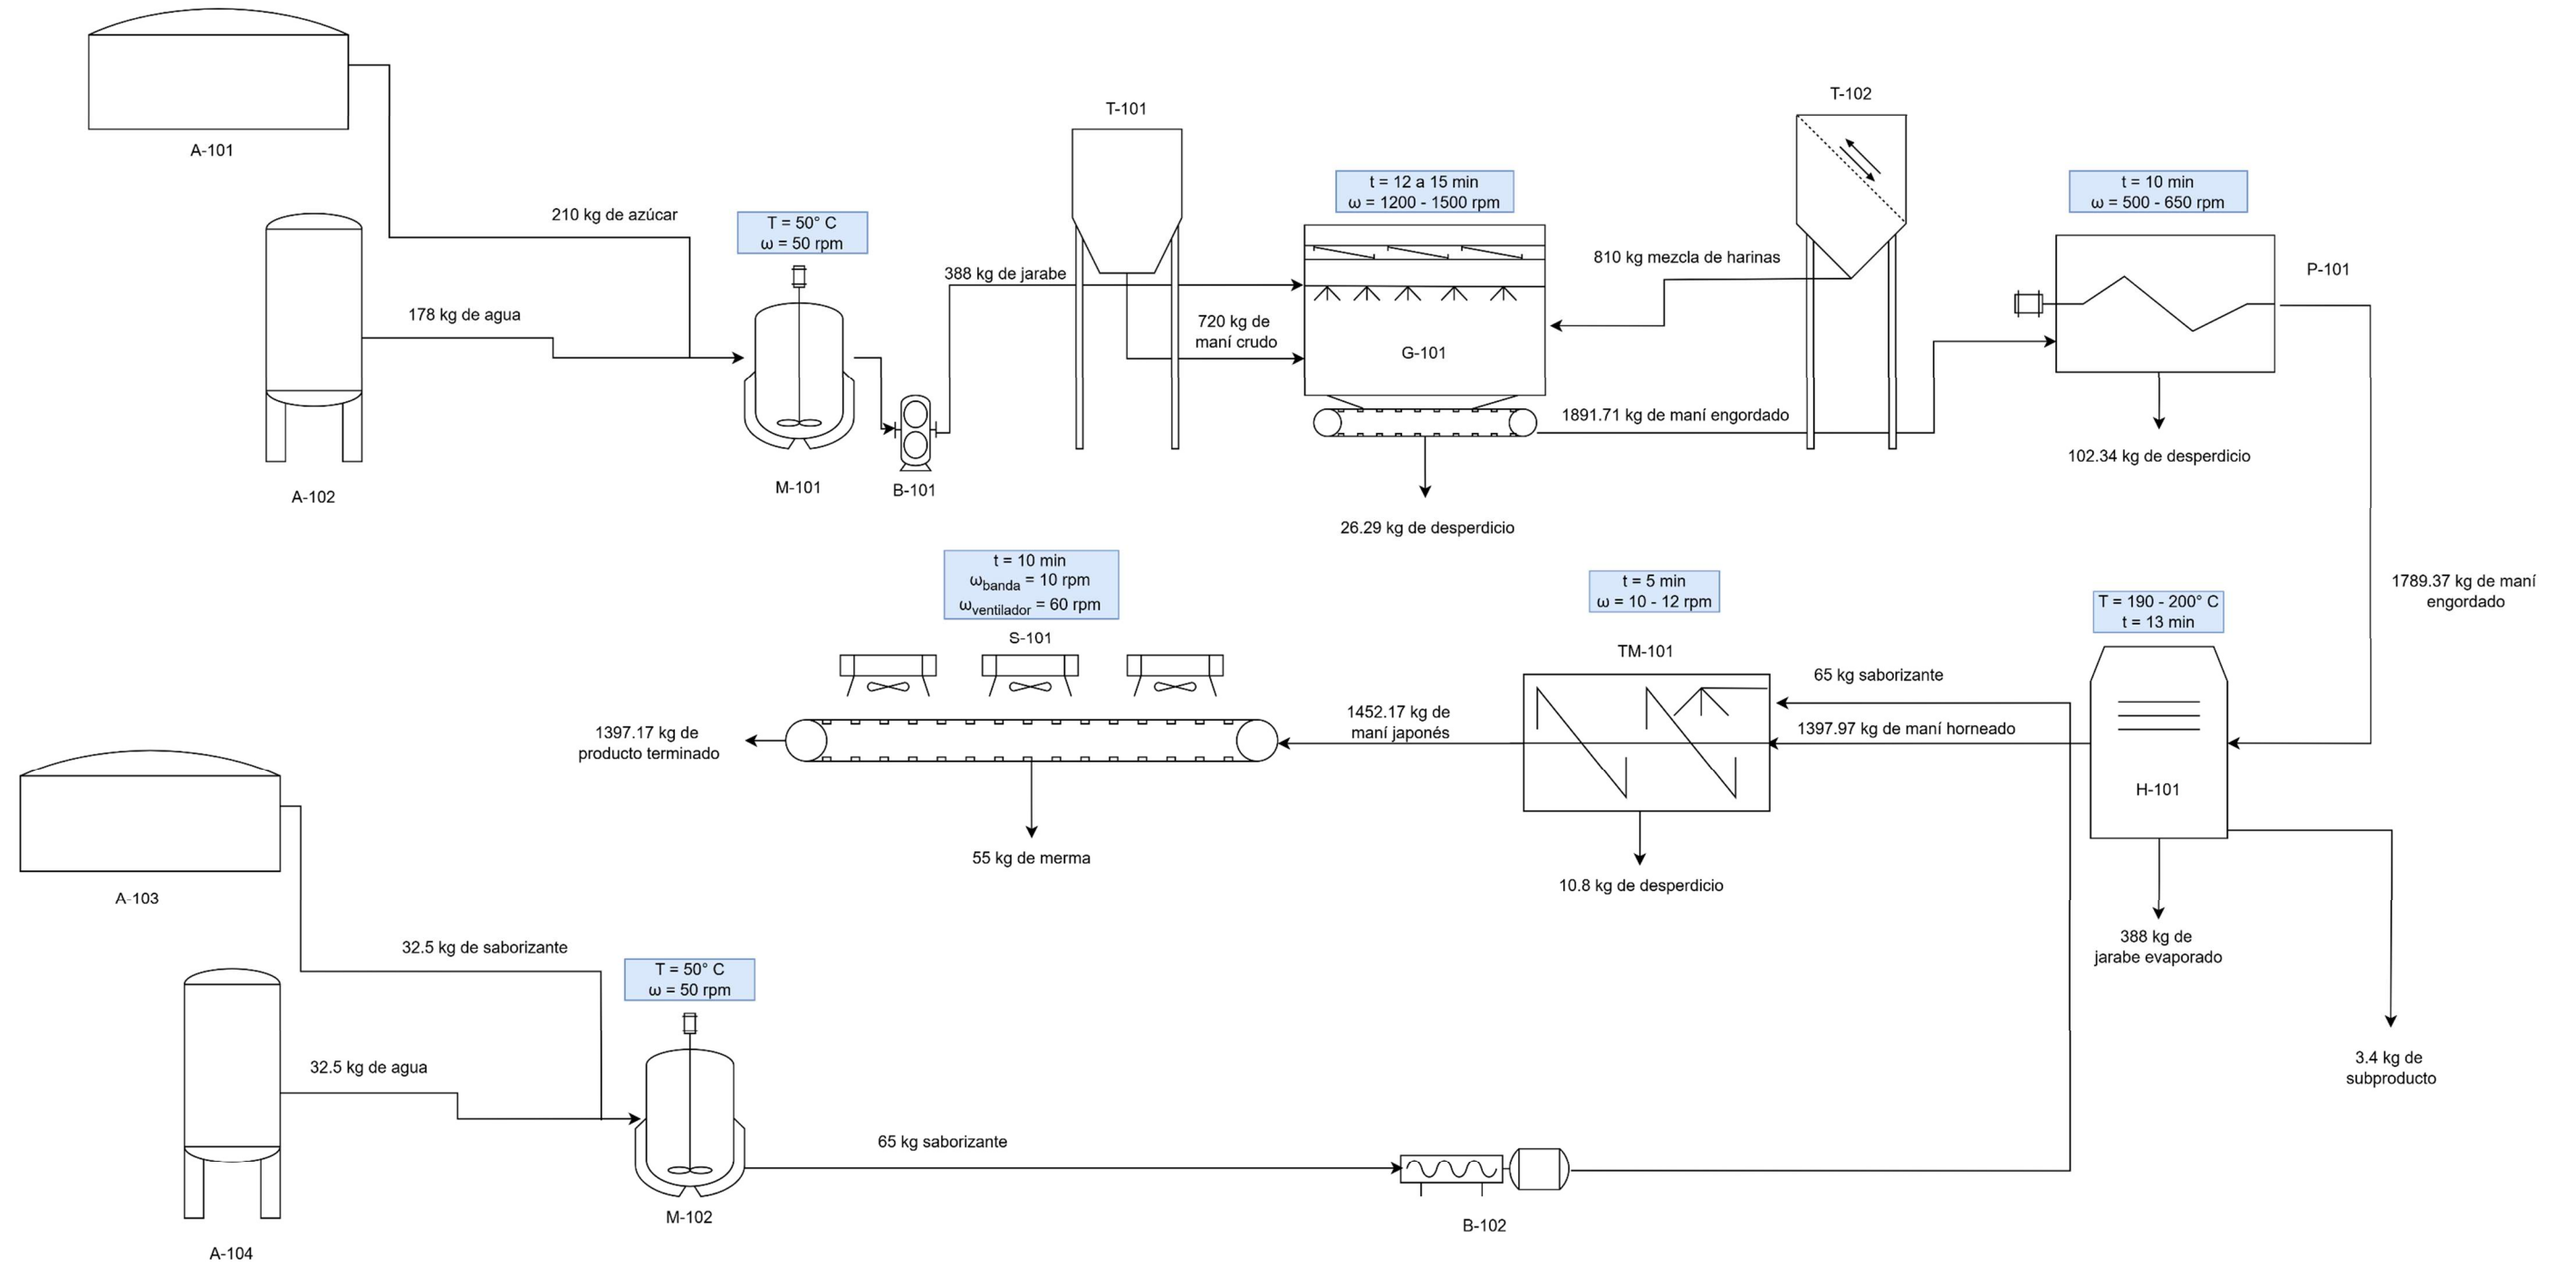 A-101
T-101
T-102
t = 12 a 15 min
ω = 1200 - 1500 rpm
t = 10 min
ω = 500 - 650 rpm
210 kg de azúcar
T = 50° C
ω = 50 rpm
810 kg mezcla de harinas
P-101
388 kg de jarabe
178 kg de agua
720 kg de
maní crudo
G-101
1891.71 kg de maní engordado
102.34 kg de desperdicio
A-102
M-101
B-101
26.29 kg de desperdicio
t = 10 min
ωbanda = 10 rpm
ωventilador = 60 rpm
S-101
t = 5 min
ω = 10 - 12 rpm
1789.37 kg de maní
engordado
T = 190 - 200° C
t = 13 min
TM-101
65 kg saborizante
1397.17 kg de
producto terminado
1452.17 kg de
maní japonés
1397.97 kg de maní horneado
H-101
55 kg de merma
10.8 kg de desperdicio
A-103
388 kg de
jarabe evaporado
32.5 kg de saborizante
T = 50° C
ω = 50 rpm
3.4 kg de
subproducto
32.5 kg de agua
65 kg saborizante
M-102
B-102
A-104